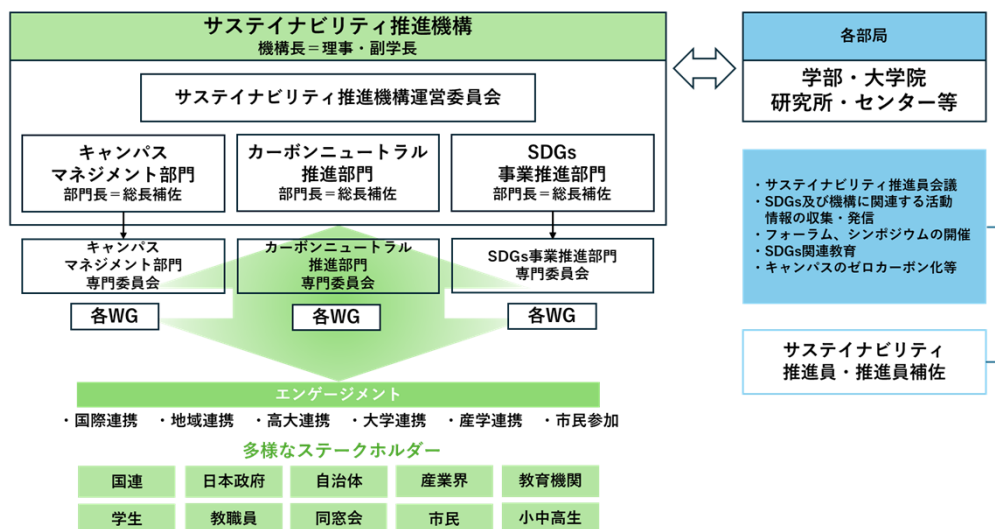 サステイナビリティ推進機構
機構長＝理事・副学長
サステイナビリティ推進機構運営委員会
キャンパス
マネジメント部門
部門長＝総長補佐
カーボンニュートラル
推進部門
部門長＝総長補佐
SDGs
事業推進部門
部門長＝総長補佐
キャンパス
マネジメント部門
専門委員会
カーボンニュートラル
推進部門
専門委員会
SDGs事業推進部門
専門委員会
各WG
各WG
各WG
エンゲージメント
・国際連携
・地域連携
・高大連携
・大学連携
・産学連携
・市民参加
多様なステークホルダー
国連
日本政府
自治体
産業界
教育機関
学生
教職員
同窓会
市民
小中高生
各部局
学部・大学院
研究所・センター等
・サステイナビリティ推進員会議
・SDGs及び機構に関連する活動
情報の収集・発信
・フォーラム、シンポジウムの開催
・SDGs関連教育
・キャンパスのゼロカーボン化等
サステイナビリティ
推進員・推進員補佐